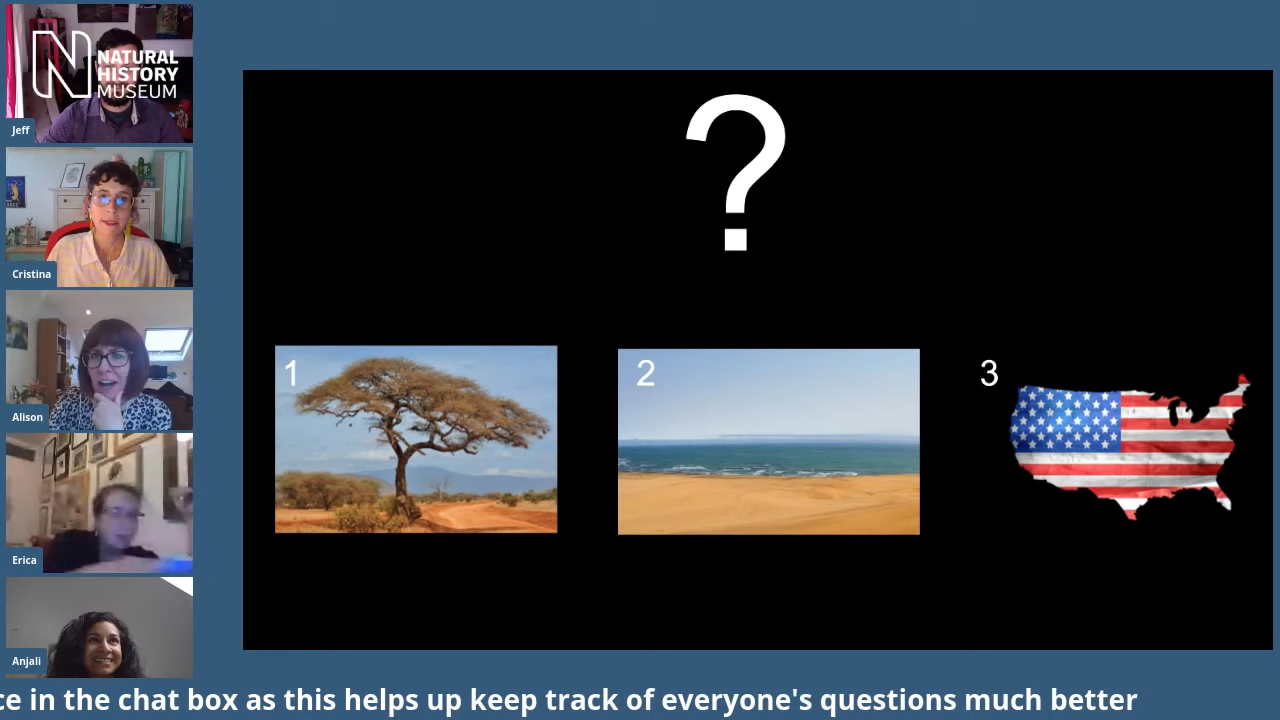 N NATURAL
HISTORY
MUSEUM
Jeff
Cristina
Alison
Erica
Anjali
?
1
2
3
ce in the chat box as this helps up keep track of everyone's questions much better